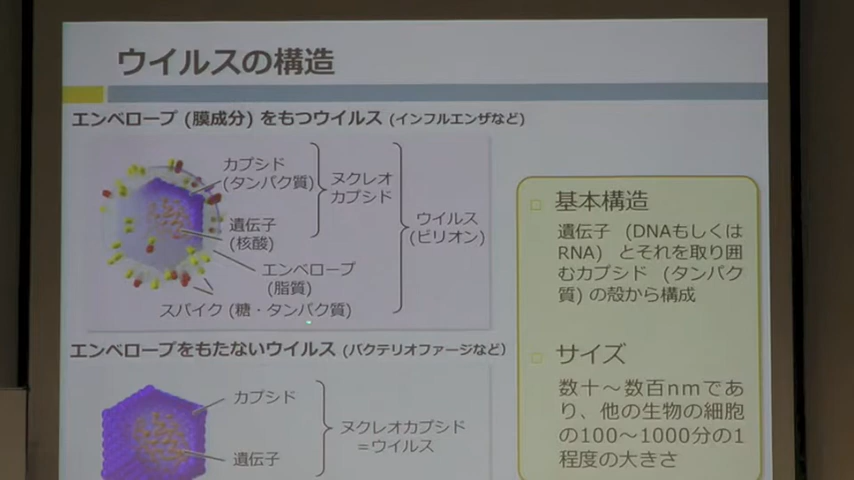 ウイルスの構造
エンベロープ (膜成分) をもつウイルス (インフルエンザなど)
カプシド
(タンパク質)
ヌクレオ
カプシド
遺伝子
(核酸)
ウイルス
(ビリオン)
エンベロープ
(脂質)
スパイク (糖・タンパク質)
エンベロープをもたないウイルス (バクテリオファージなど)
カプシド
遺伝子
ヌクレオカプシド
＝ウイルス
基本構造
遺伝子 (DNAもしくは
RNA) とそれを取り囲
むカプシド (タンパク
質) の殻から構成
サイズ
数十～数百nmであ
り、他の生物の細胞
の100～1000分の1
程度の大きさ